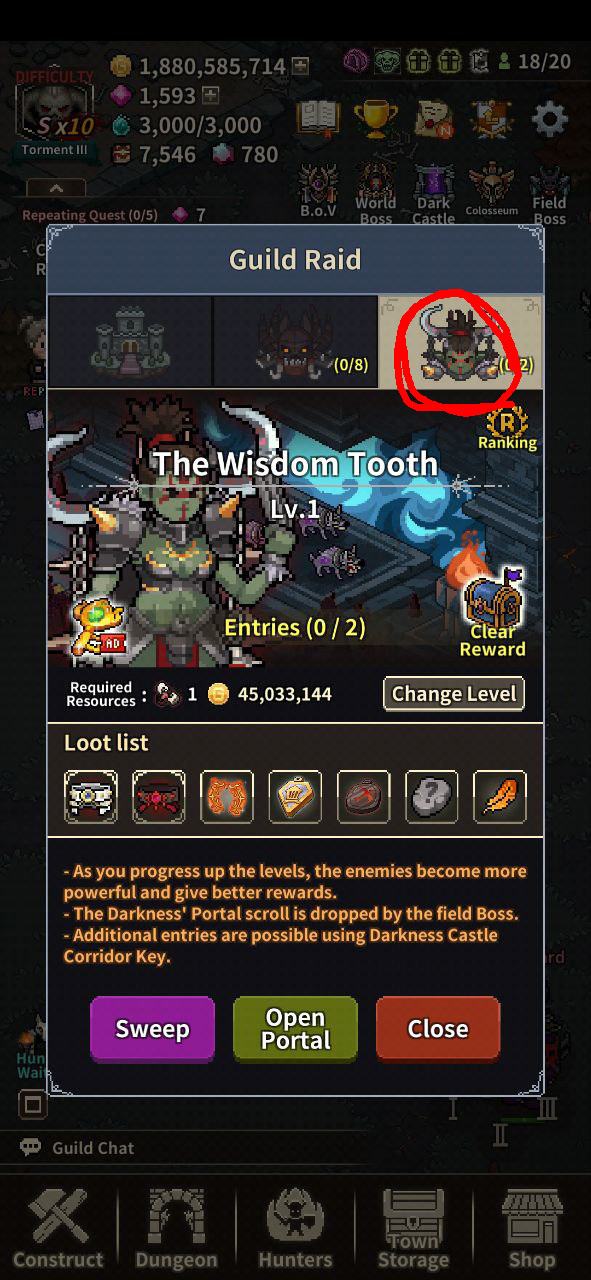 DIFFICULTY
1,880,585,714
18/20
1,593
S x10
3,000/3,000
Torment III
7,546
780
B.o.V
World
Boss
Dark
Castle
Colosseum
Field
Boss
Repeating Quest (0/5)
7
Guild Raid
(0/8)
R
Ranking
The Wisdom Tooth
Lv.1
AD
Entries (0 / 2)
Clear
Reward
Required
Resources :
1
45,033,144
Change Level
Loot list
- As you progress up the levels, the enemies become more
powerful and give better rewards.
- The Darkness' Portal scroll is dropped by the field Boss.
- Additional entries are possible using Darkness Castle
Corridor Key.
Sweep
Open
Portal
Close
I
II
III
Guild Chat
Construct
Dungeon
Hunters
Town
Storage
Shop